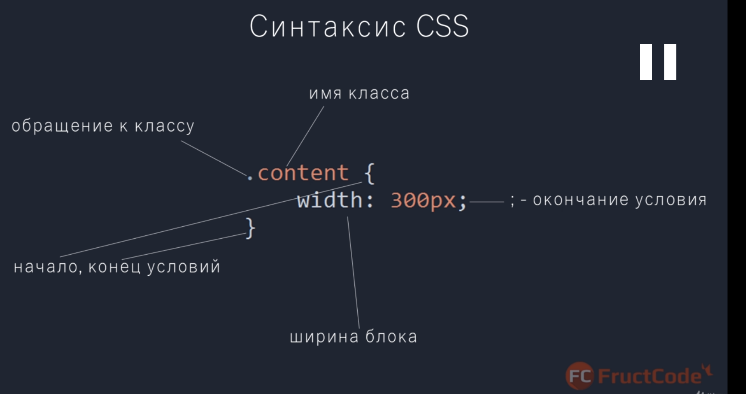 Синтаксис CSS
имя класса
обращение к классу
.content {
width: 300px;
; - окончание условия
}
начало, конец условий
ширина блока
FC FructCode